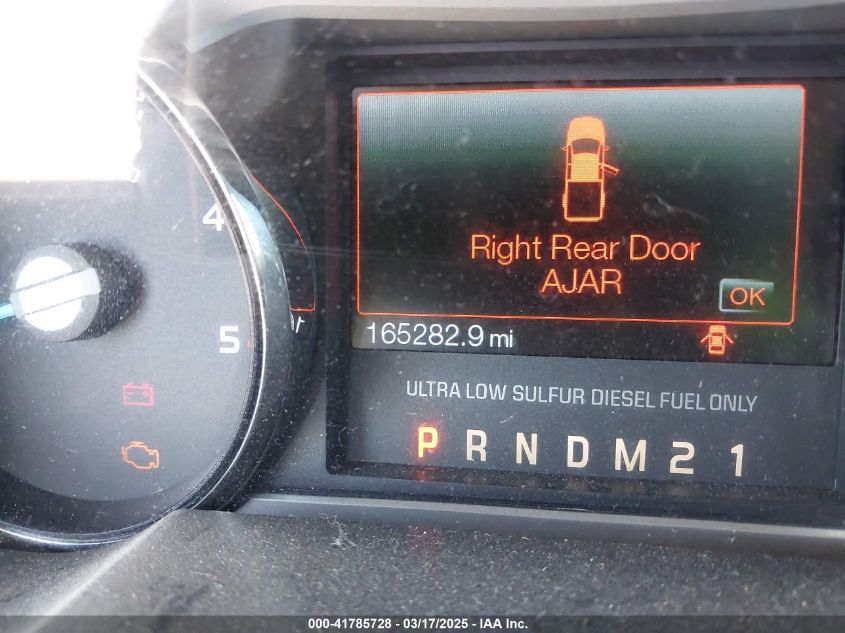 4
5
Right Rear Door
AJAR
OK
165282.9 mi
ULTRA LOW SULFUR DIESEL FUEL ONLY
P R N D M 2 1
000-41785728 - 03/17/2025 - IAA Inc.